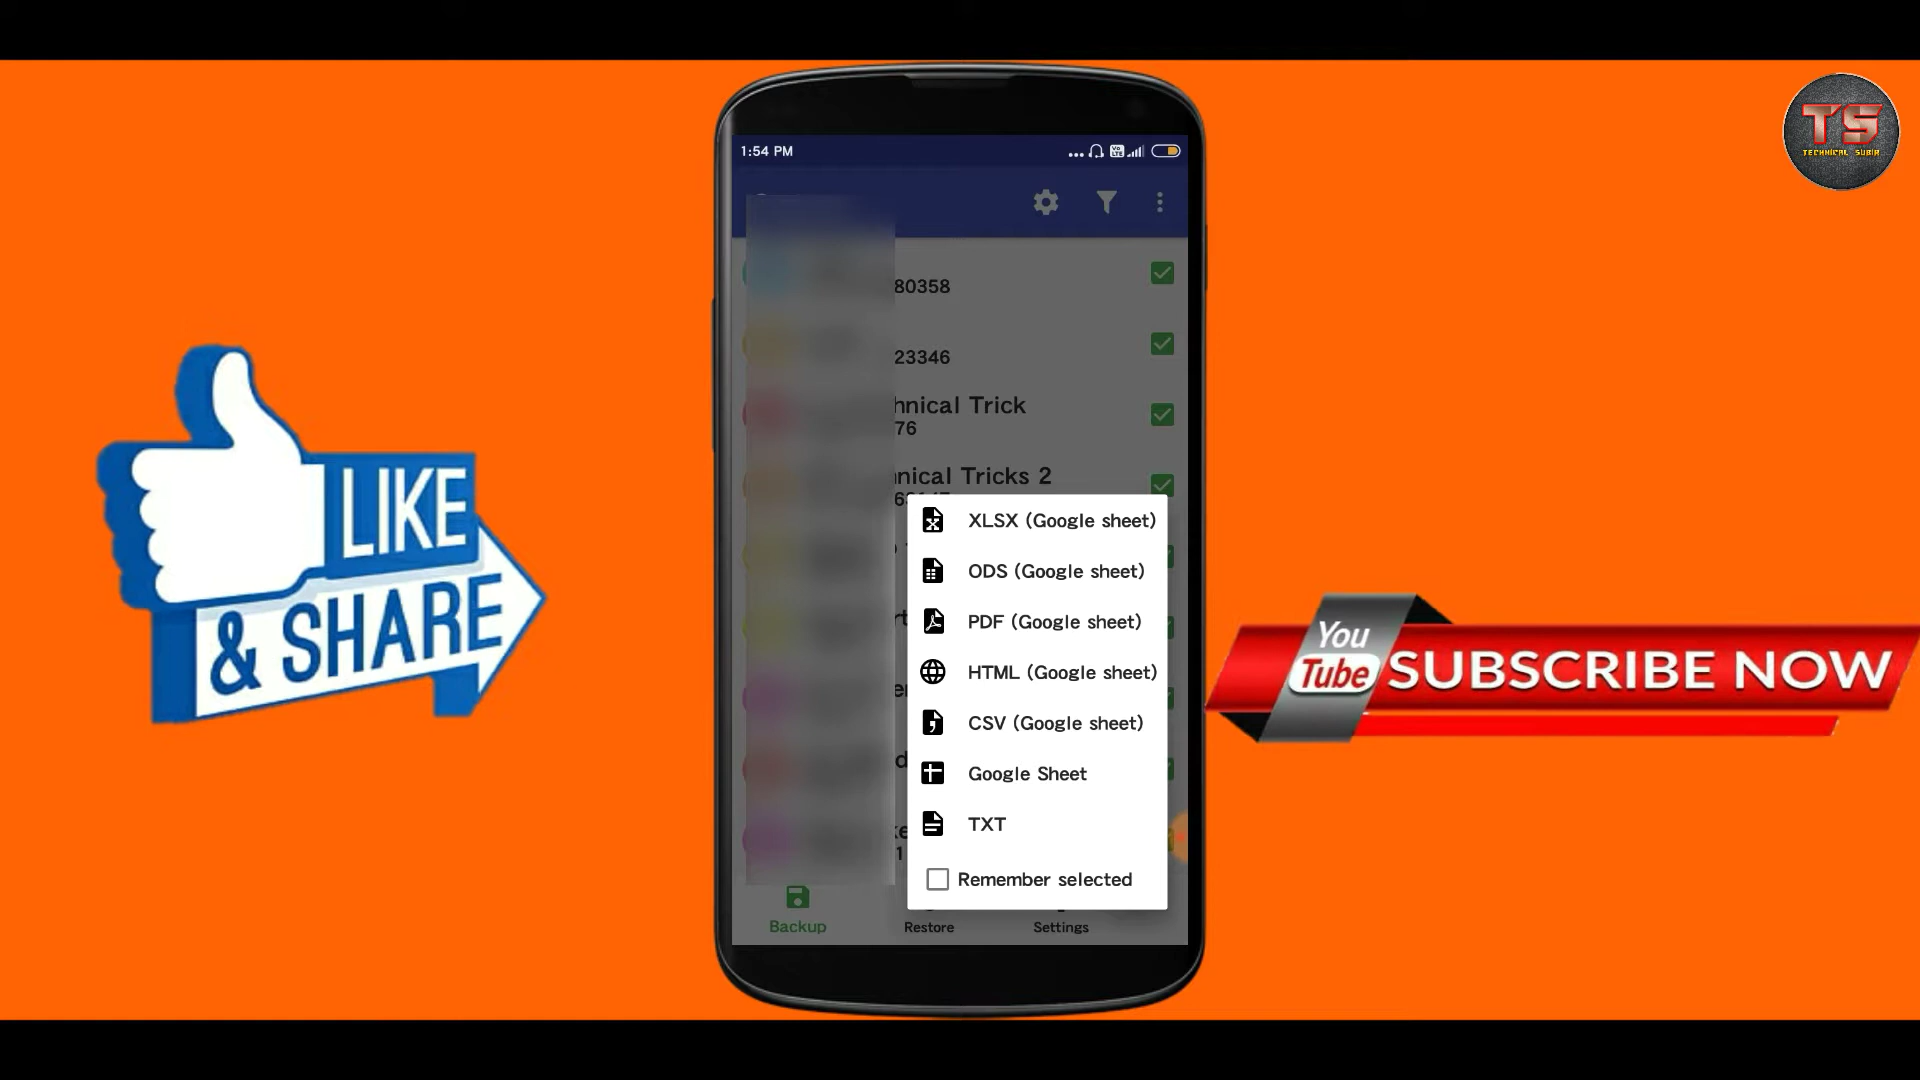 TS
TECHNICAL SUBIR
1:54 PM
80358
23346
hnical Trick
76
nical Tricks 2
XLSX (Google sheet)
ODS (Google sheet)
PDF (Google sheet)
HTML (Google sheet)
CSV (Google sheet)
Google Sheet
TXT
Remember selected
Backup
Restore
Settings
LIKE
& SHARE
You
Tube SUBSCRIBE NOW